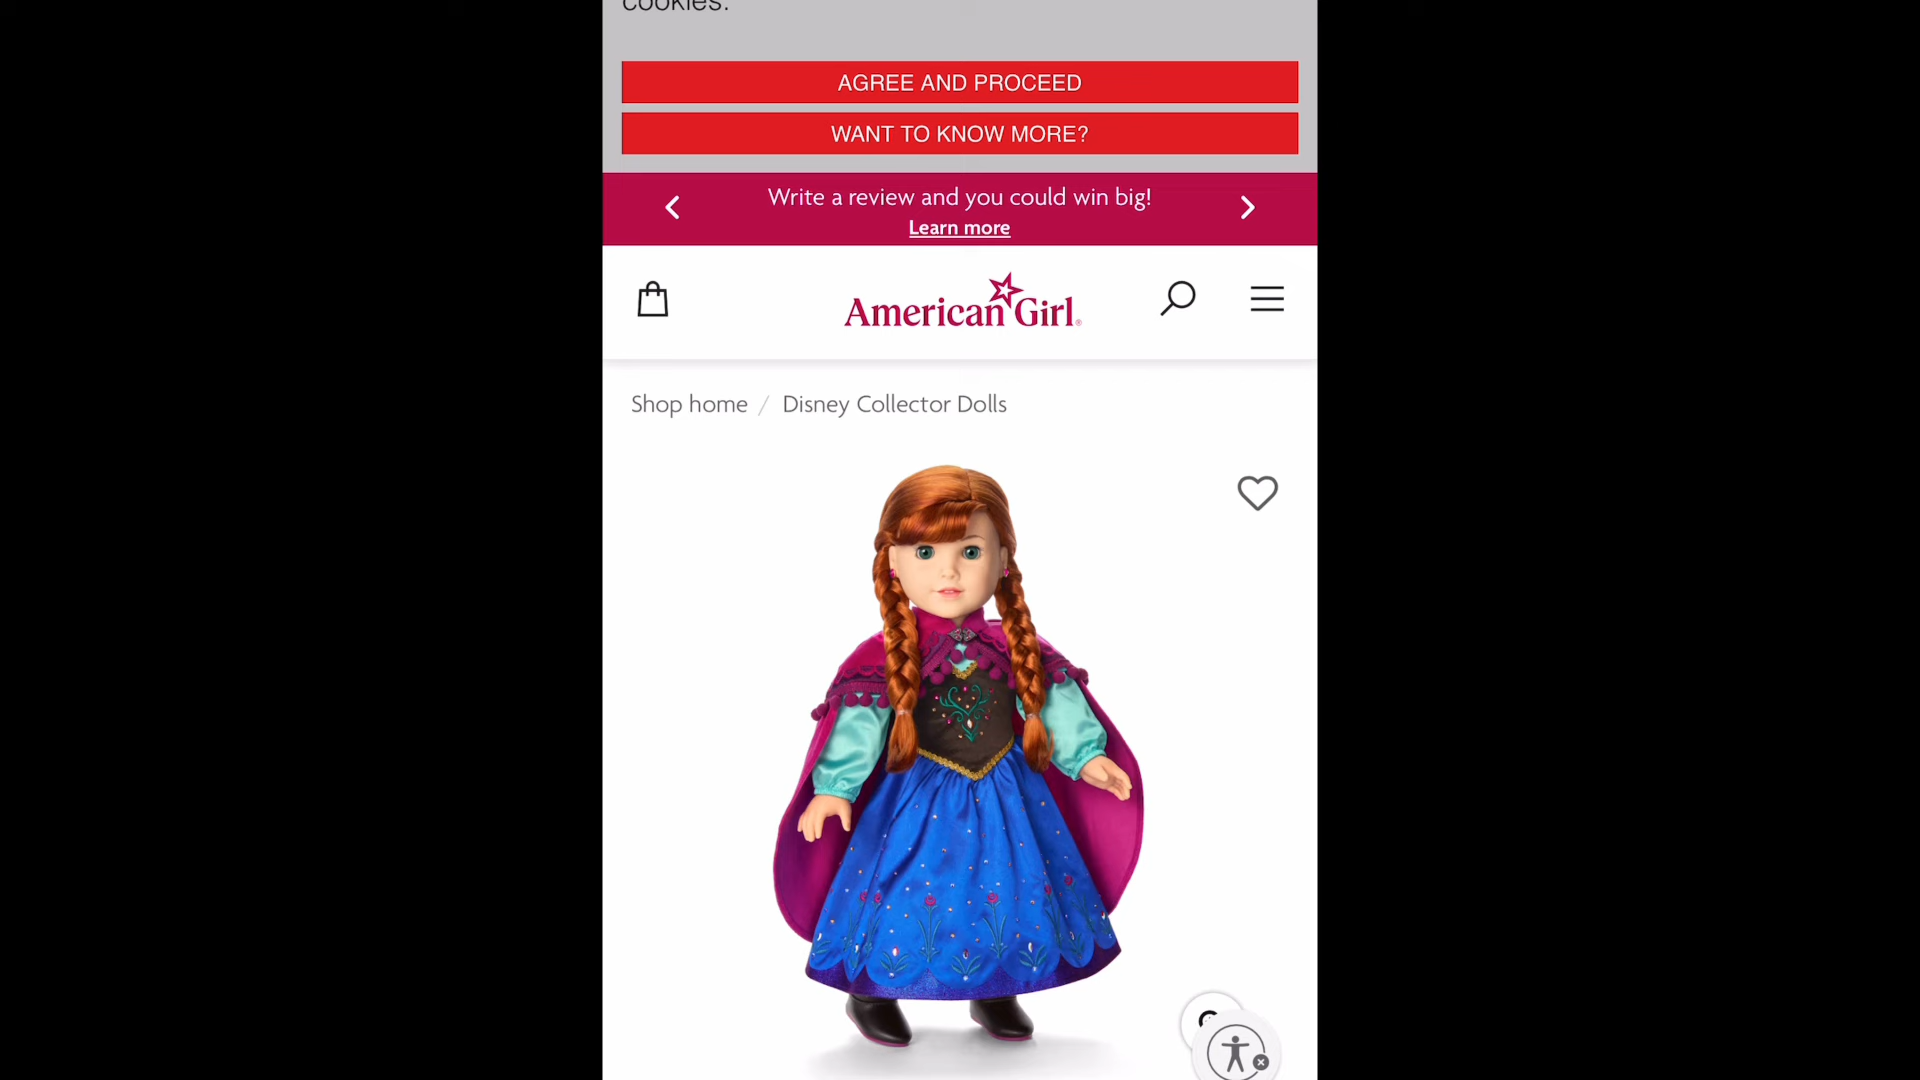 cookies.
AGREE AND PROCEED
WANT TO KNOW MORE?
Write a review and you could win big!
Learn more
American Girl®
Shop home / Disney Collector Dolls